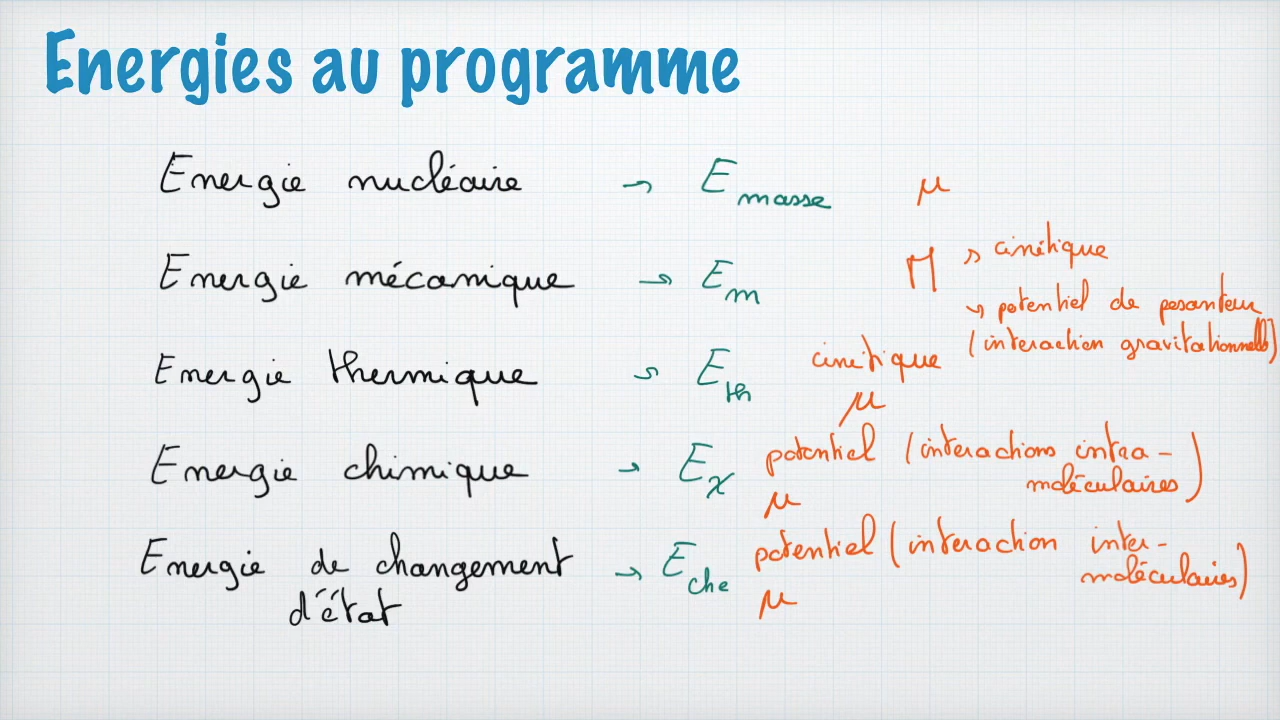 Energies au programme
Energie nucléaire → E masse μ
Energie mécanique → Em M → cinétique
→ potentiel de pesanteur
(interaction gravitationnelle)
Energie thermique → Eth cinétique
μ
Energie chimique → Eχ potentiel (interactions intra-
moléculaires)
μ
Energie de changement → Eche potentiel (interaction inter-
moléculaires)
d'état μ